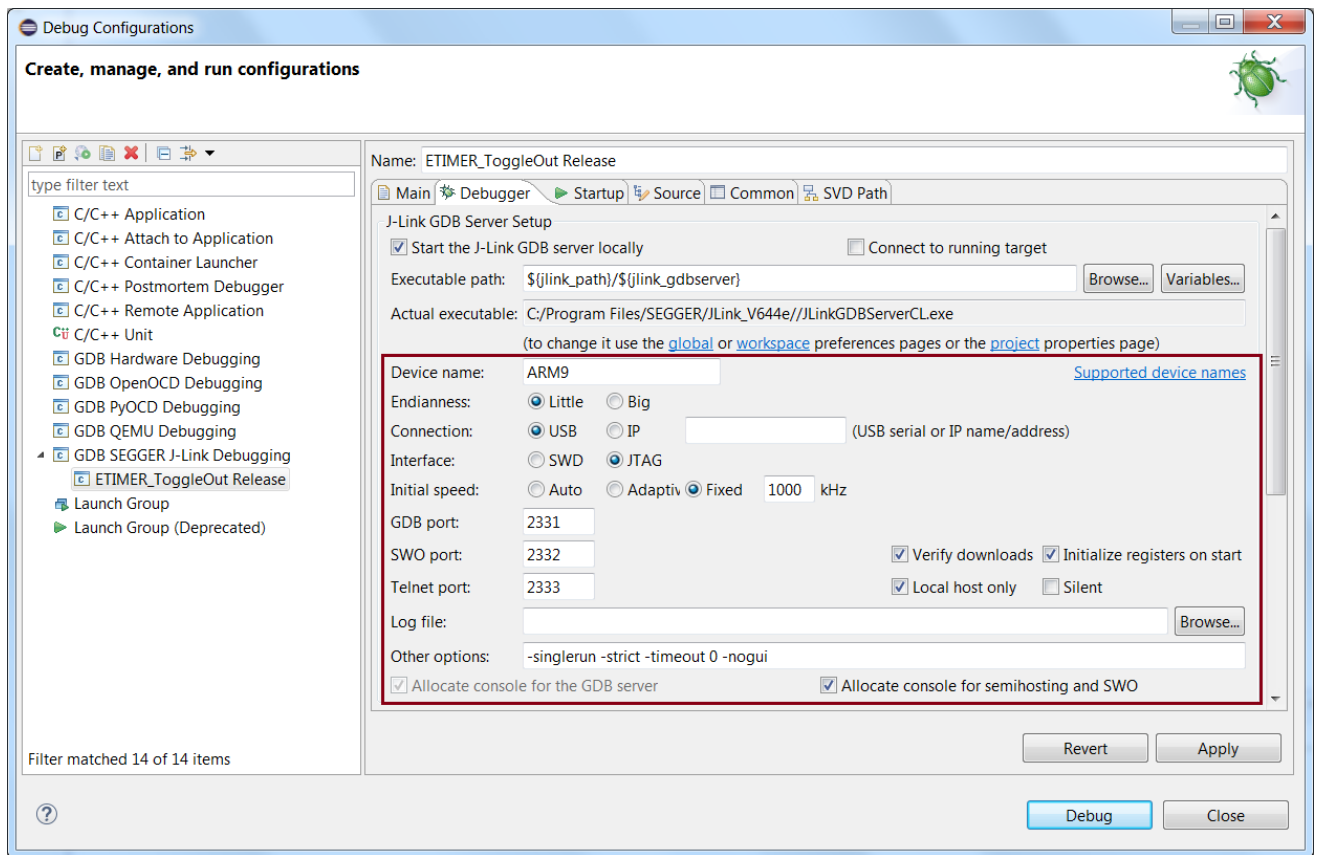 Debug Configurations
Create, manage, and run configurations
Name: ETIMER_ToggleOut Release
type filter text
C/C++ Application
C/C++ Attach to Application
C/C++ Container Launcher
C/C++ Postmortem Debugger
C/C++ Remote Application
C/C++ Unit
GDB Hardware Debugging
GDB OpenOCD Debugging
GDB PyOCD Debugging
GDB QEMU Debugging
GDB SEGGER J-Link Debugging
ETIMER_ToggleOut Release
Launch Group
Launch Group (Deprecated)
Filter matched 14 of 14 items
Main Debugger Startup Source Common SVD Path
J-Link GDB Server Setup
Start the J-Link GDB server locally Connect to running target
Executable path: ${jlink_path}/${jlink_gdbserver} Browse... Variables...
Actual executable: C:/Program Files/SEGGER/JLink_V644e//JLinkGDBServerCL.exe
(to change it use the global or workspace preferences pages or the project properties page)
Device name: ARM9 Supported device names
Endianness: Little Big
Connection: USB IP (USB serial or IP name/address)
Interface: SWD JTAG
Initial speed: Auto Adaptiv Fixed 1000 kHz
GDB port: 2331
SWO port: 2332 Verify downloads Initialize registers on start
Telnet port: 2333 Local host only Silent
Log file: Browse...
Other options: -singlerun -strict -timeout 0 -nogui
Allocate console for the GDB server Allocate console for semihosting and SWO
Revert Apply
Debug Close